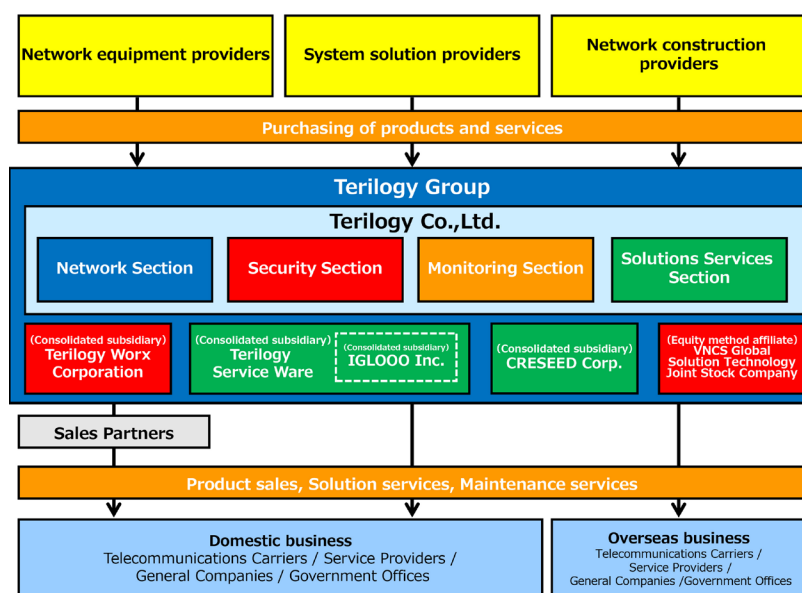 Network equipment providers
System solution providers
Network construction
providers
Purchasing of products and services
Terilogy Group
Terilogy Co.,Ltd.
Network Section
Security Section
Monitoring Section
Solutions Services
Section
(Consolidated subsidiary)
Terilogy Worx
Corporation
(Consolidated subsidiary)
Terilogy
Service Ware
(Consolidated subsidiary)
IGLOOO Inc.
(Consolidated subsidiary)
CRESEED Corp.
(Equity method affiliate)
VNCS Global
Solution Technology
Joint Stock Company
Sales Partners
Product sales, Solution services, Maintenance services
Domestic business
Telecommunications Carriers / Service Providers /
General Companies / Government Offices
Overseas business
Telecommunications Carriers /
Service Providers /
General Companies /Government Offices